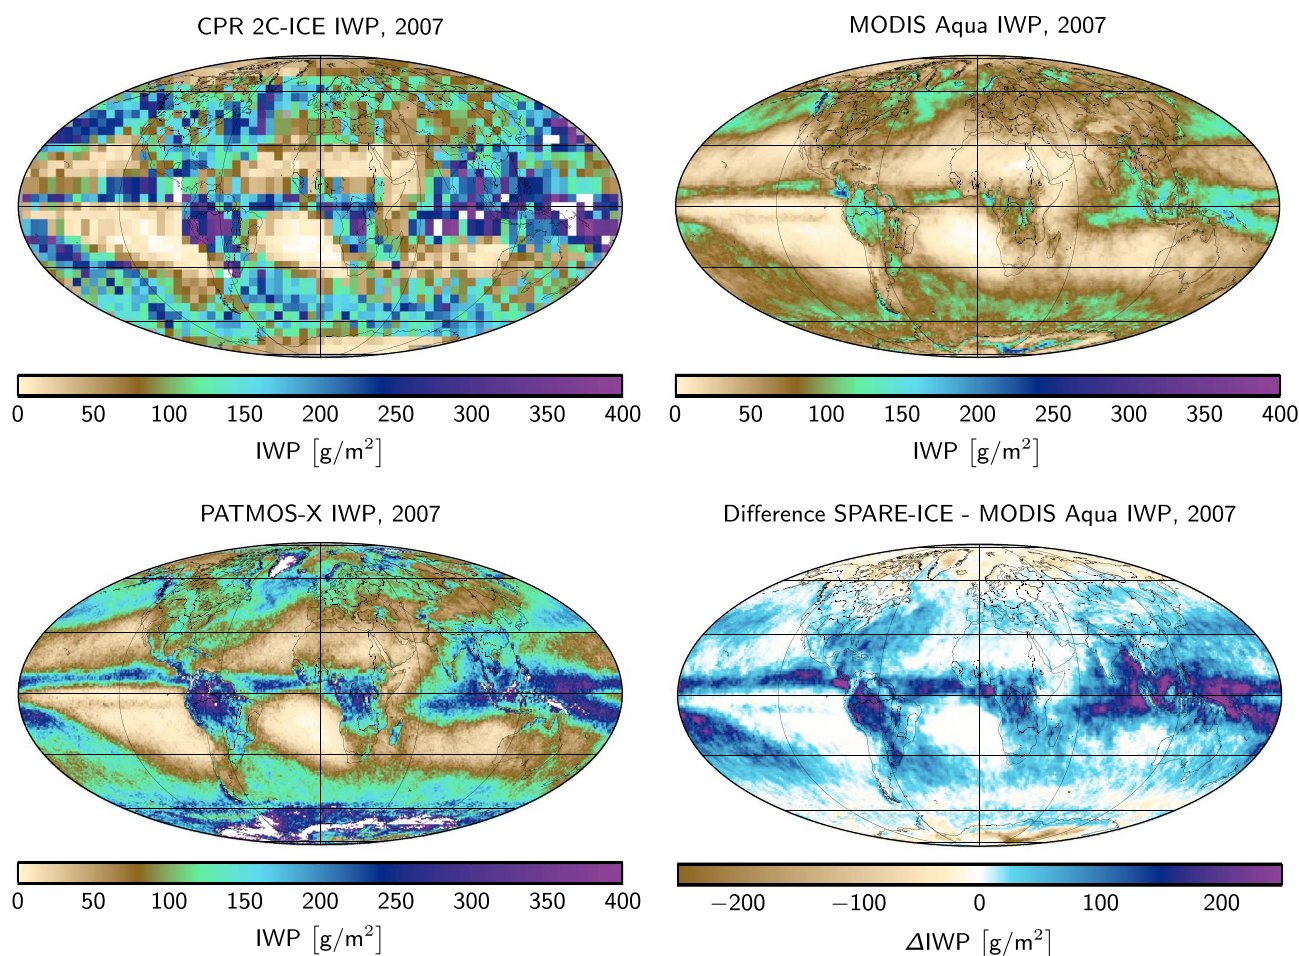 CPR 2C-ICE IWP, 2007
MODIS Aqua IWP, 2007
0 50 100 150 200 250 300 350 400
IWP [g/m²]
0 50 100 150 200 250 300 350 400
IWP [g/m²]
PATMOS-X IWP, 2007
Difference SPARE-ICE - MODIS Aqua IWP, 2007
0 50 100 150 200 250 300 350 400
IWP [g/m²]
−200 −100 0 100 200
ΔIWP [g/m²]